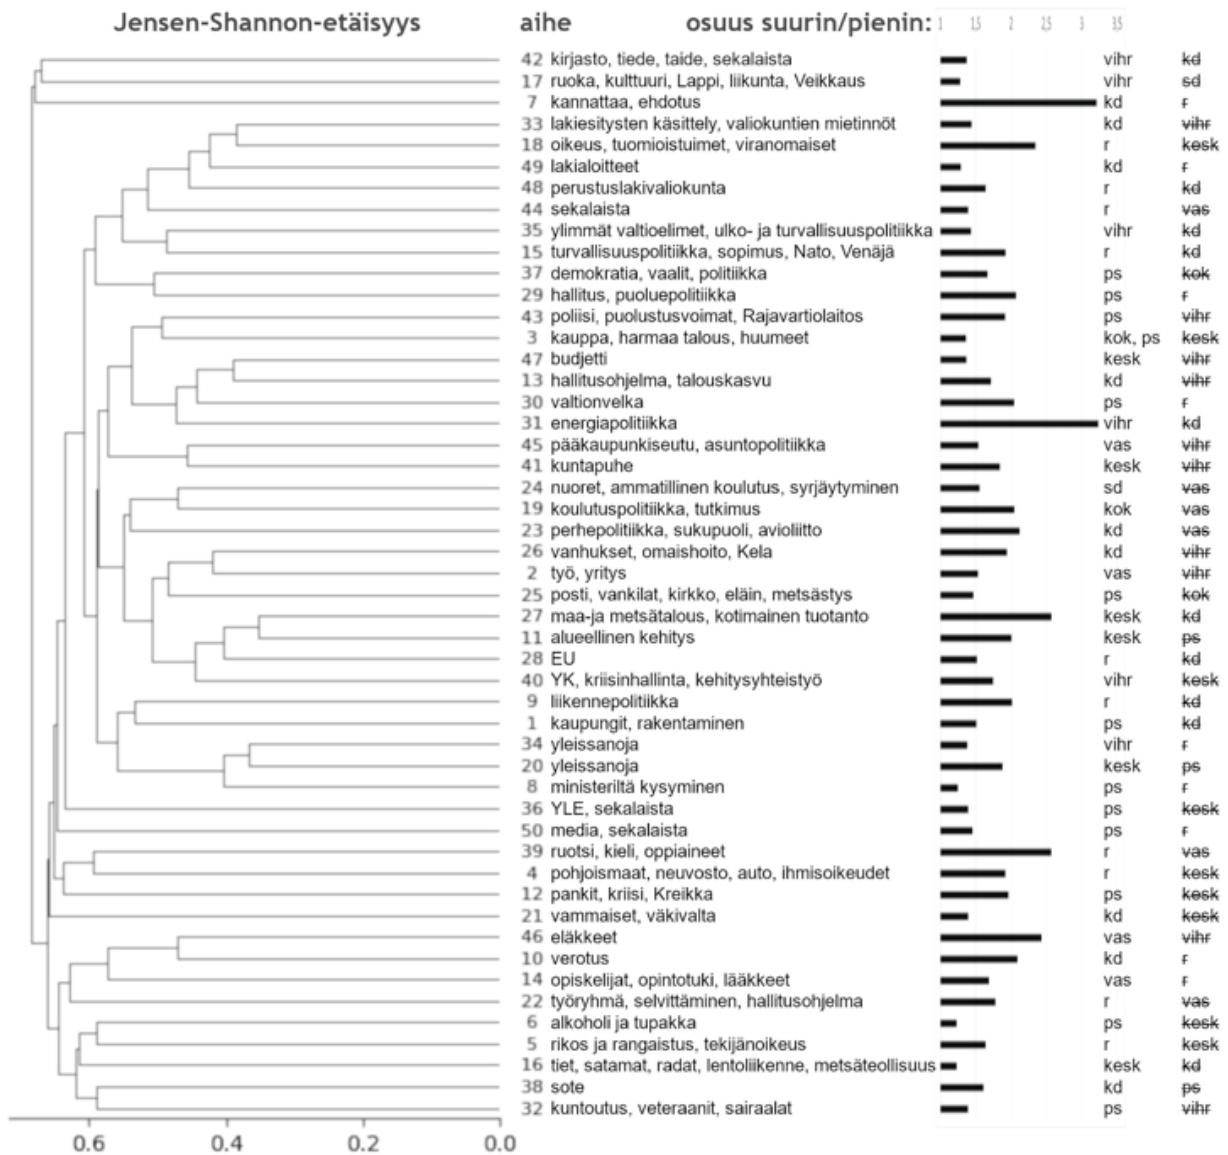 Jensen-Shannon-etäisyys aihe osuus suurin/pienin: 1 1,5 2 2,5 3 3,5
42 kirjasto, tiede, taide, sekalaista vihr kd
17 ruoka, kulttuuri, Lappi, liikunta, Veikkaus vihr sd
7 kannattaa, ehdotus kd r
33 lakiesitysten käsittely, valiokuntien mietinnöt kd vihr
18 oikeus, tuomioistuimet, viranomaiset r kesk
49 lakialoitteet kd r
48 perustuslakivaliokunta r kd
44 sekalaista r vas
35 ylimmät valtioelimet, ulko- ja turvallisuuspolitiikka vihr kd
15 turvallisuuspolitiikka, sopimus, Nato, Venäjä r kd
37 demokratia, vaalit, politiikka ps kok
29 hallitus, puoluepolitiikka ps r
43 poliisi, puolustusvoimat, Rajavartiolaitos ps vihr
3 kauppa, harmaa talous, huumeet kok, ps kesk
47 budjetti kesk vihr
13 hallitusohjelma, talouskasvu kd vihr
30 valtionvelka ps r
31 energiapolitiikka vihr kd
45 pääkaupunkiseutu, asuntopolitiikka vas vihr
41 kuntapuhe kesk vihr
24 nuoret, ammatillinen koulutus, syrjäytyminen sd vas
19 koulutuspolitiikka, tutkimus kok vas
23 perhepolitiikka, sukupuoli, avioliitto kd vas
26 vanhukset, omaishoito, Kela kd vihr
2 työ, yritys vas vihr
25 posti, vankilat, kirkko, eläin, metsästys ps kok
27 maa-ja metsätalous, kotimainen tuotanto kesk kd
11 alueellinen kehitys kesk ps
28 EU r kd
40 YK, kriisinhallinta, kehitysyhteistyö vihr kesk
9 liikennepolitiikka r kd
1 kaupungit, rakentaminen ps kd
34 yleissanoja vihr r
20 yleissanoja kesk ps
8 ministeriltä kysyminen ps r
36 YLE, sekalaista ps kesk
50 media, sekalaista ps r
39 ruotsi, kieli, oppiaineet r vas
4 pohjoismaat, neuvosto, auto, ihmisoikeudet r kesk
12 pankit, kriisi, Kreikka ps kesk
21 vammaiset, väkivalta kd kesk
46 eläkkeet vas vihr
10 verotus kd r
14 opiskelijat, opintotuki, lääkkeet vas r
22 työryhmä, selvittäminen, hallitusohjelma r vas
6 alkoholi ja tupakka ps kesk
5 rikos ja rangaistus, tekijänoikeus r kesk
16 tiet, satamat, radat, lentoliikenne, metsäteollisuus kesk kd
38 sote kd ps
32 kuntoutus, veteraanit, sairaalat ps vihr
0.6 0.4 0.2 0.0